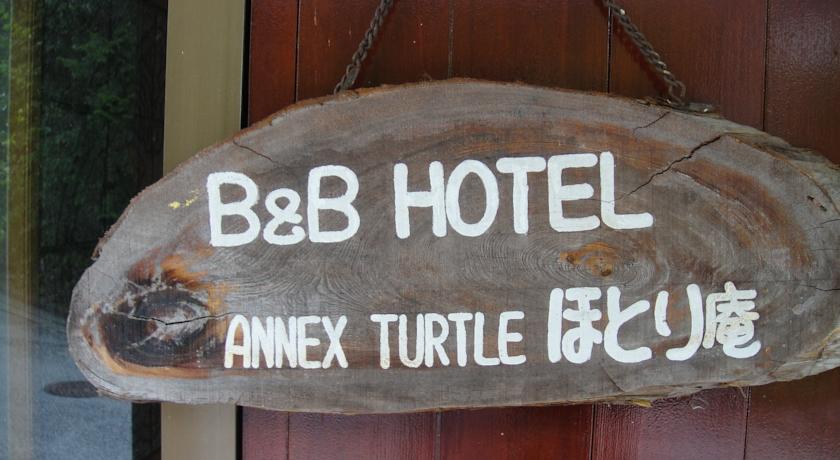 B&B HOTEL
ANNEX TURTLE ほとり庵